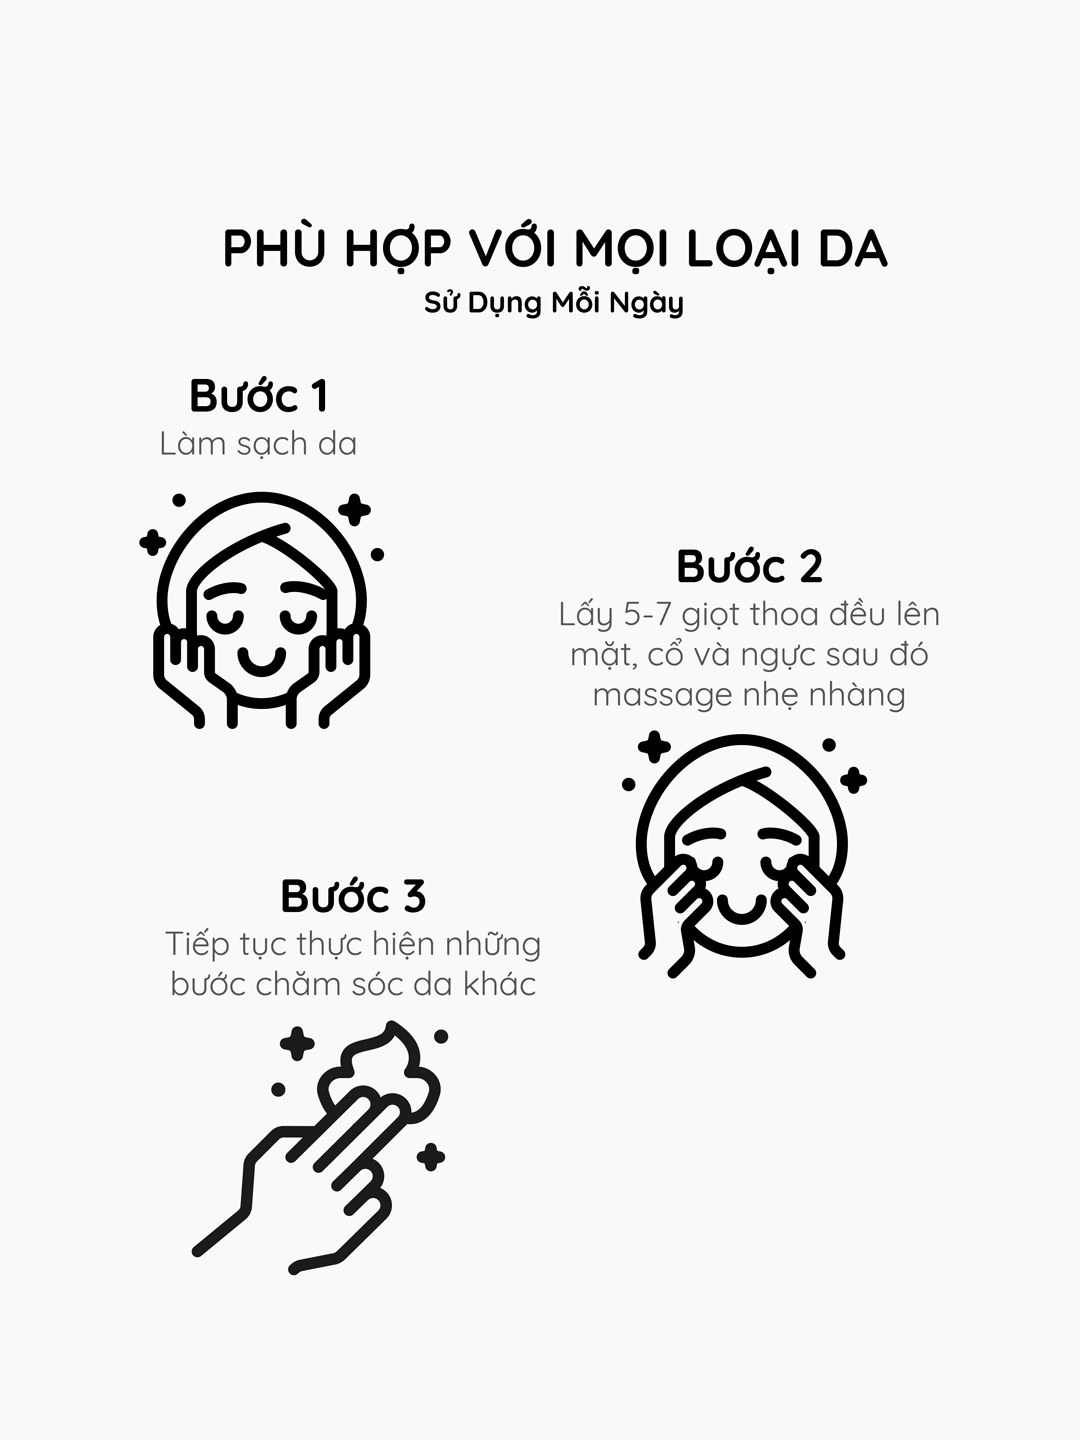 PHÙ HỢP VỚI MỌI LOẠI DA
Sử Dụng Mỗi Ngày
Bước 1
Làm sạch da
Bước 2
Lấy 5-7 giọt thoa đều lên
mặt, cổ và ngực sau đó
massage nhẹ nhàng
Bước 3
Tiếp tục thực hiện những
bước chăm sóc da khác